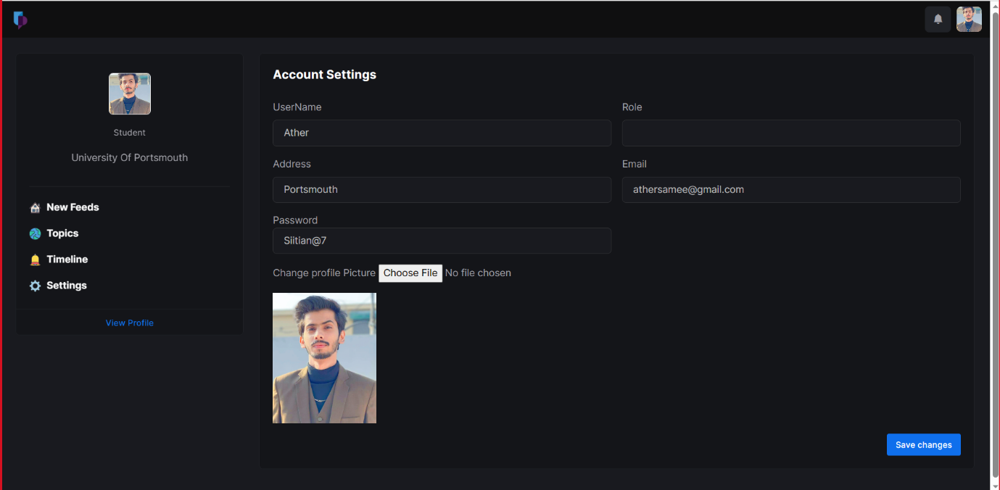 Student
University Of Portsmouth
New Feeds
Topics
Timeline
Settings
View Profile
Account Settings
UserName
Role
Ather
Address
Email
Portsmouth
athersamee@gmail.com
Password
Siitian@7
Change profile Picture Choose File No file chosen
Save changes